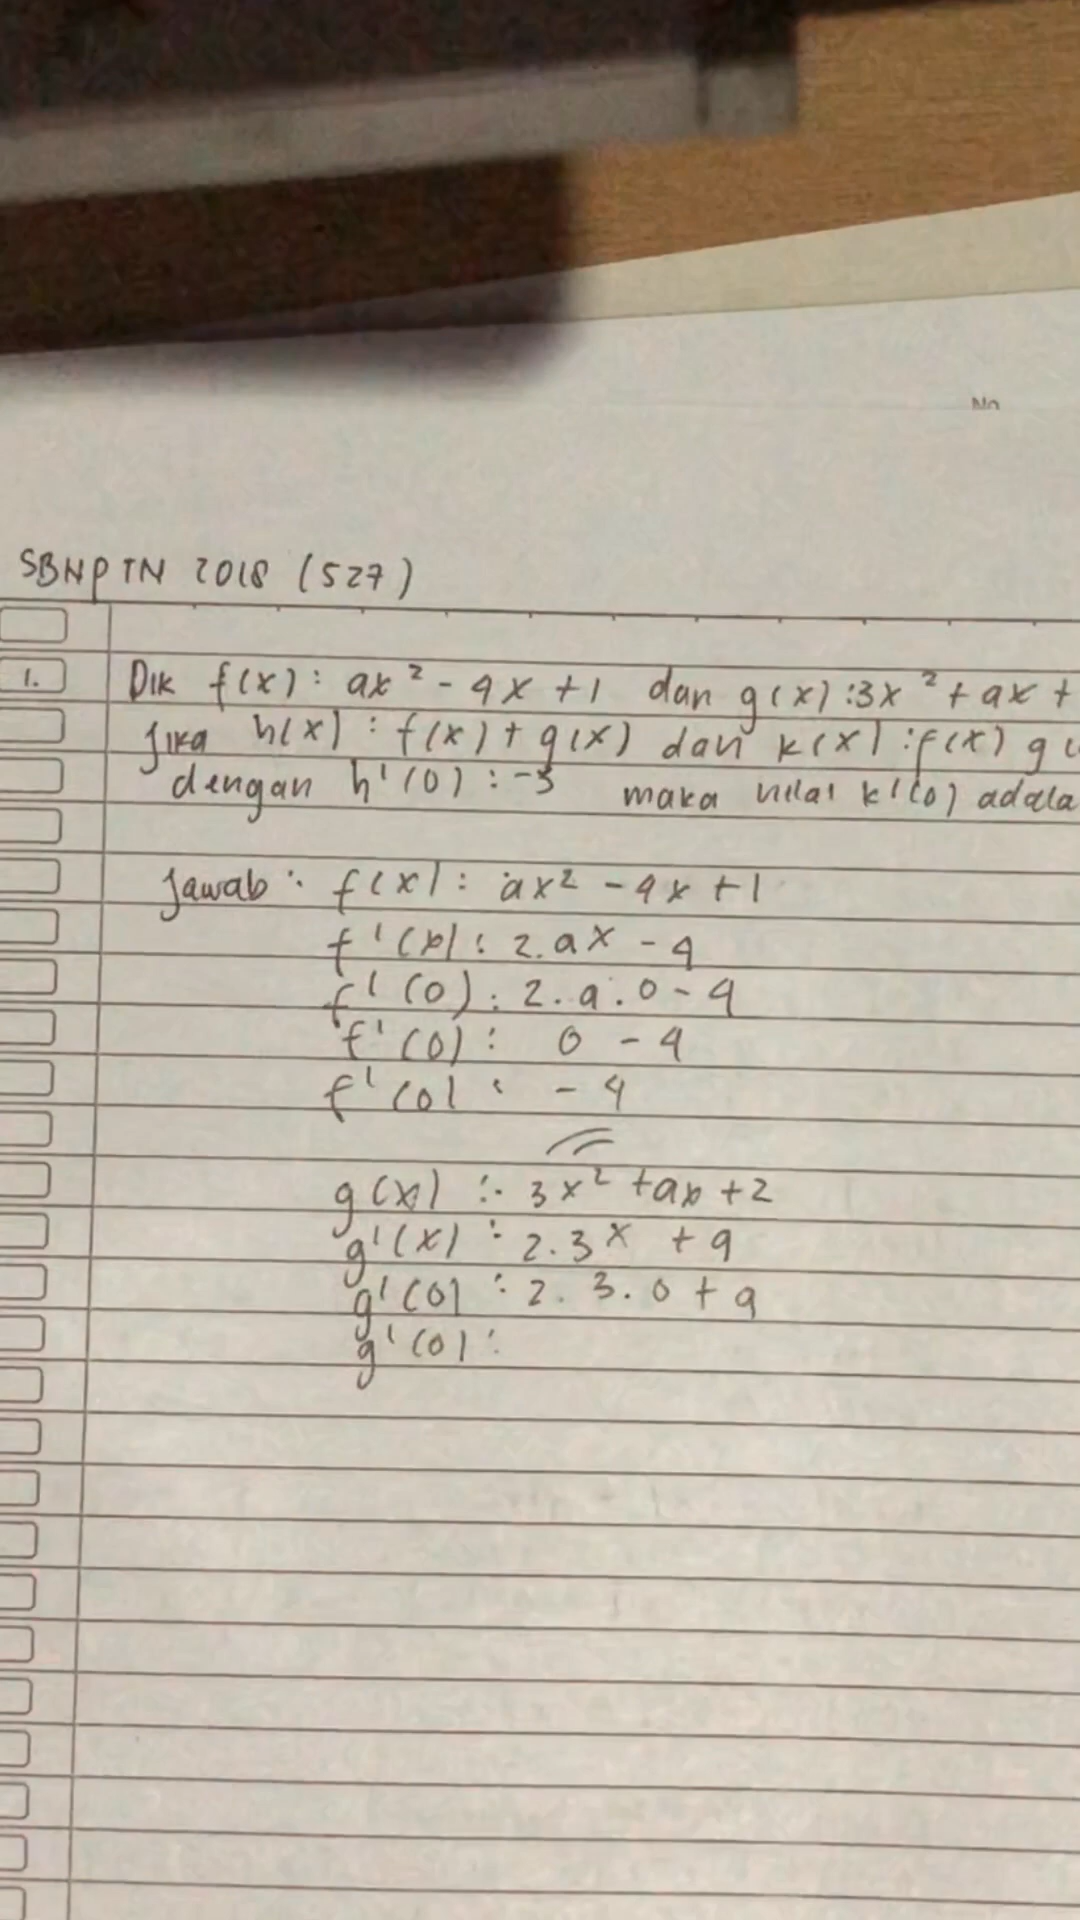 No
SBNPTN 2018 (527)
1. Dik f(x) : ax² - 4x + 1 dan g(x) : 3x² + ax +
Jika h(x) : f(x) + g(x) dan k(x) : f(x) g(
dengan h'(0) : -3 maka nilai k'(0) adala
Jawab : f(x) : ax² - 4x + 1
f'(x) : 2.ax - 4
f'(0) : 2.a.0 - 4
f'(0) : 0 - 4
f'(0) : -4
g(x) : 3x² + ax + 2
g'(x) : 2.3x + a
g'(0) : 2.3.0 + a
g'(0) :